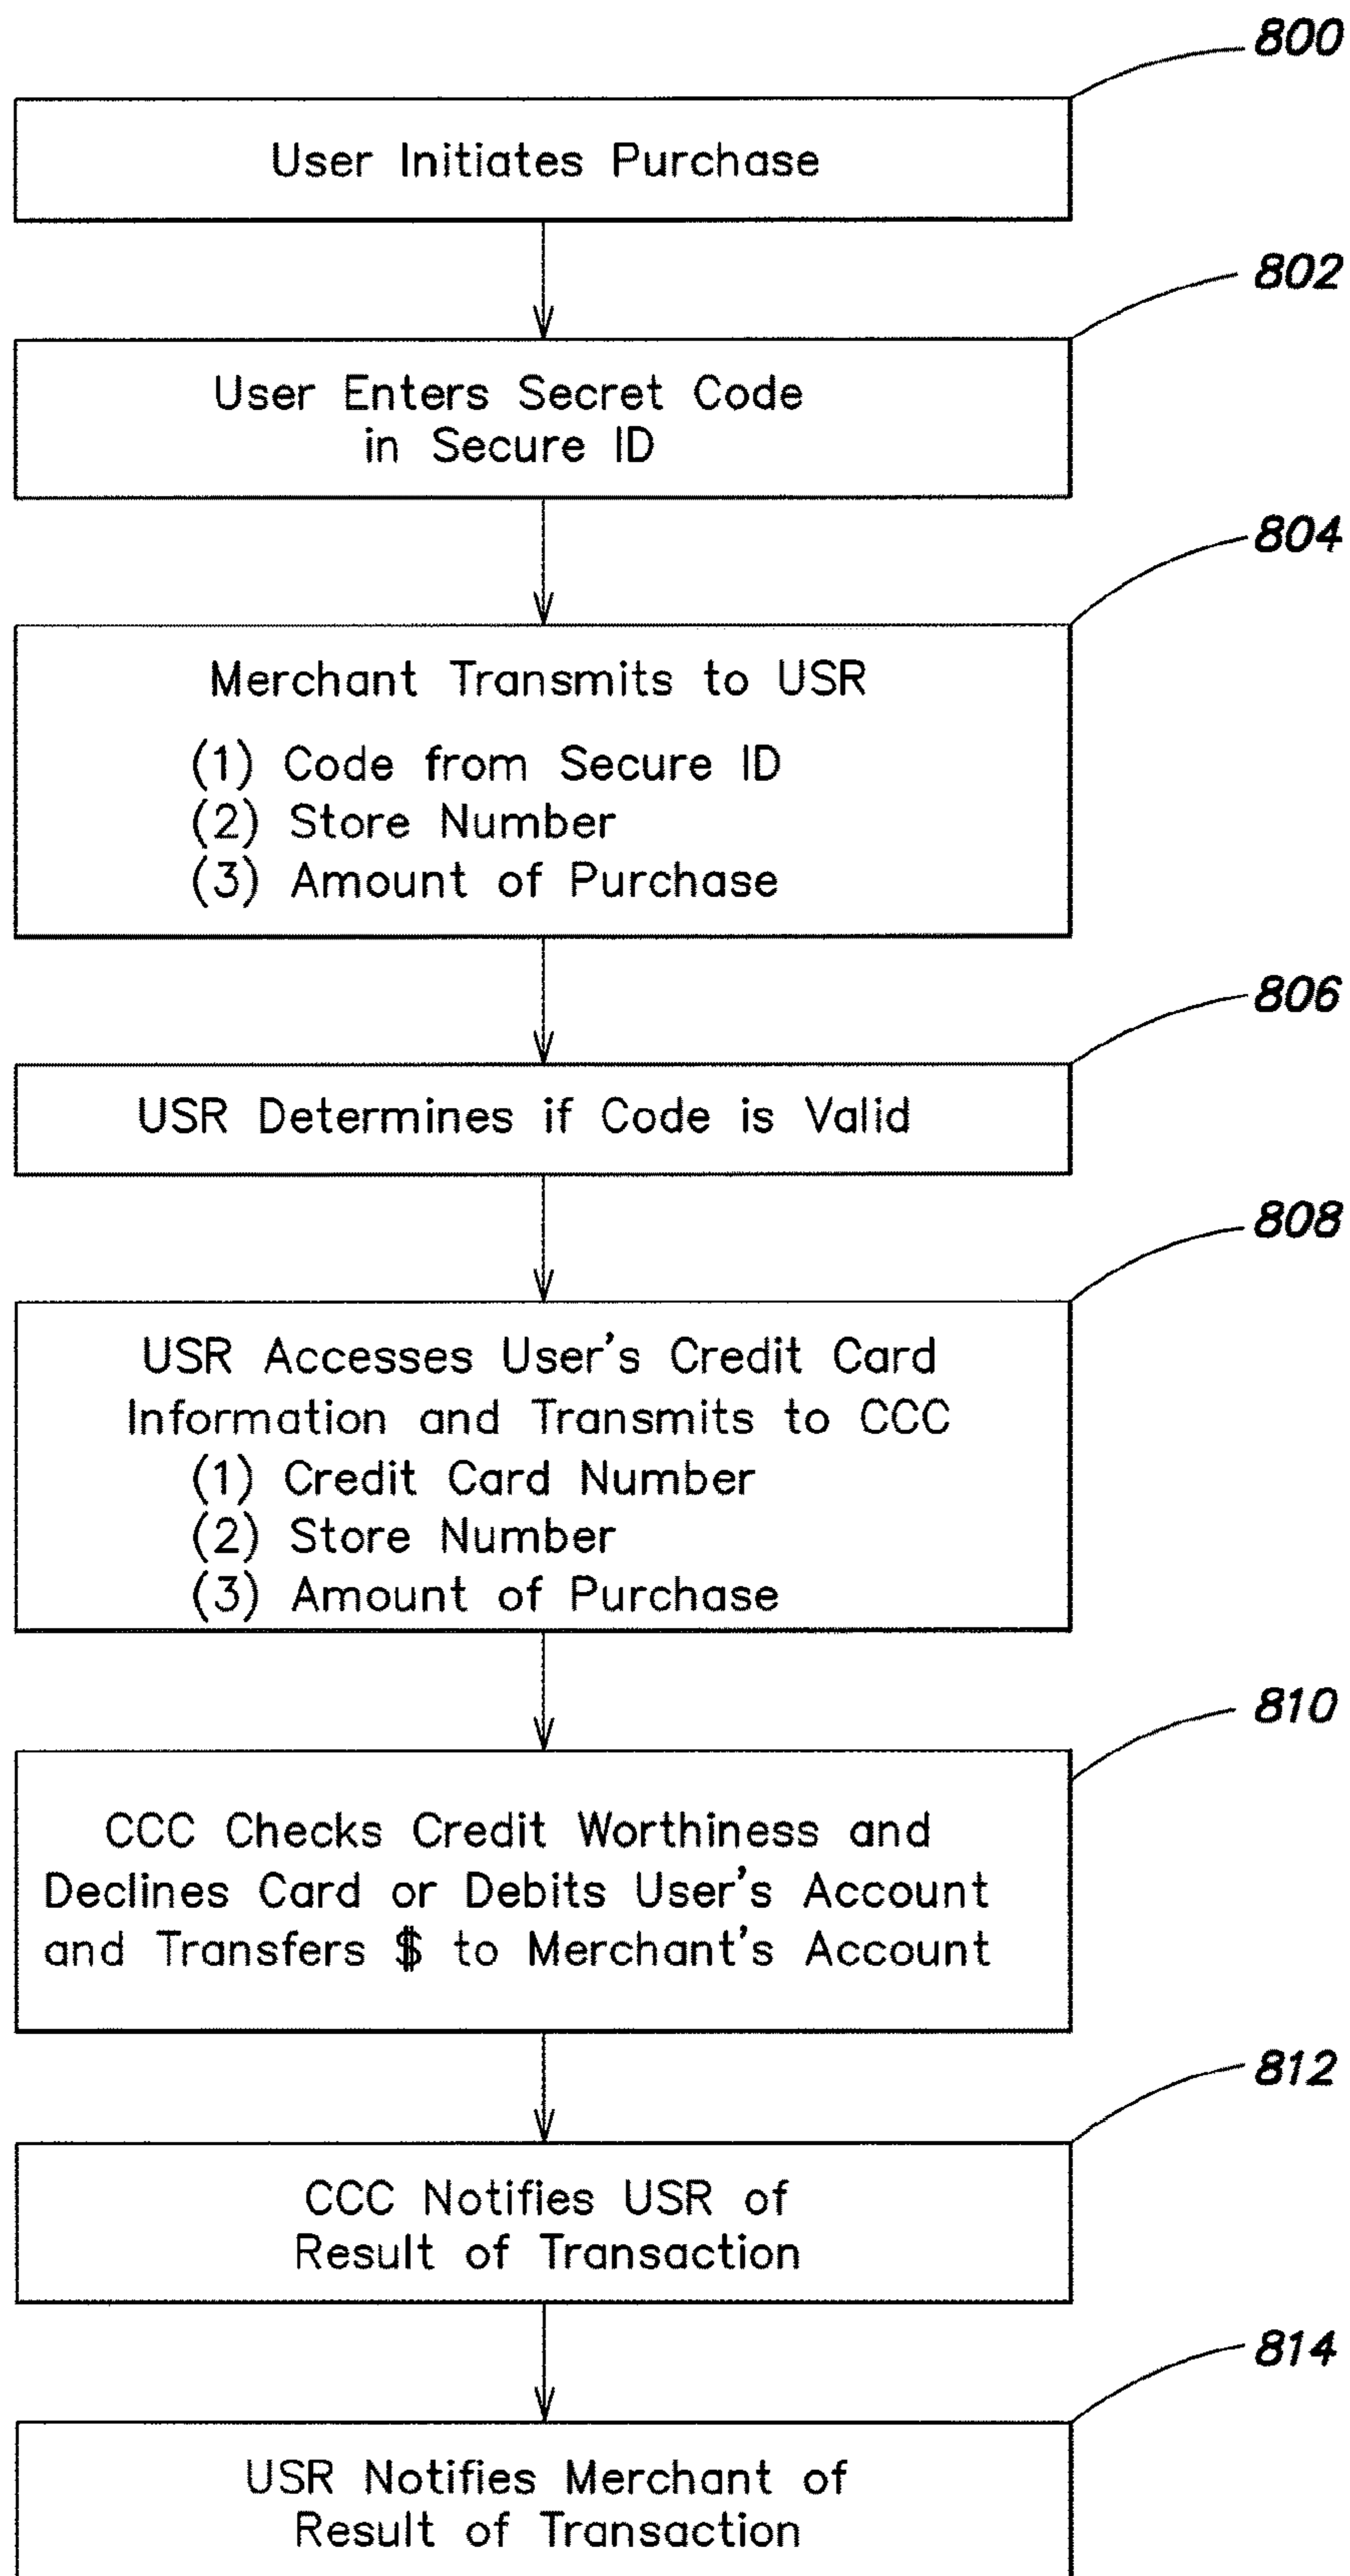 800
User Initiates Purchase
802
User Enters Secret Code
in Secure ID
804
Merchant Transmits to USR
(1) Code from Secure ID
(2) Store Number
(3) Amount of Purchase
806
USR Determines if Code is Valid
808
USR Accesses User's Credit Card
Information and Transmits to CCC
(1) Credit Card Number
(2) Store Number
(3) Amount of Purchase
810
CCC Checks Credit Worthiness and
Declines Card or Debits User's Account
and Transfers $ to Merchant's Account
812
CCC Notifies USR of
Result of Transaction
814
USR Notifies Merchant of
Result of Transaction